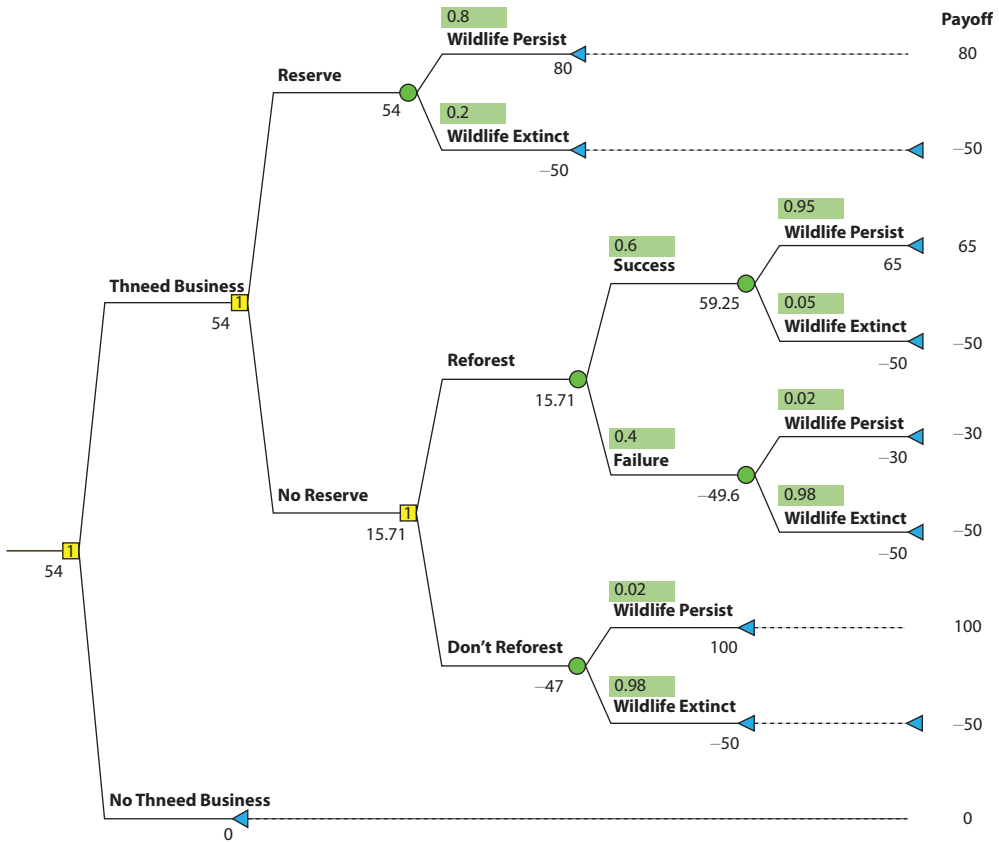 Payoff
0.8
Wildlife Persist
80
80
Reserve
54
0.2
Wildlife Extinct
−50
−50
0.95
Wildlife Persist
65
65
0.6
Success
59.25
0.05
Wildlife Extinct
−50
−50
Thneed Business
1
54
Reforest
15.71
0.02
Wildlife Persist
−30
−30
0.4
Failure
−49.6
0.98
Wildlife Extinct
−50
−50
No Reserve
1
15.71
1
54
0.02
Wildlife Persist
100
100
Don't Reforest
−47
0.98
Wildlife Extinct
−50
−50
No Thneed Business
0
0